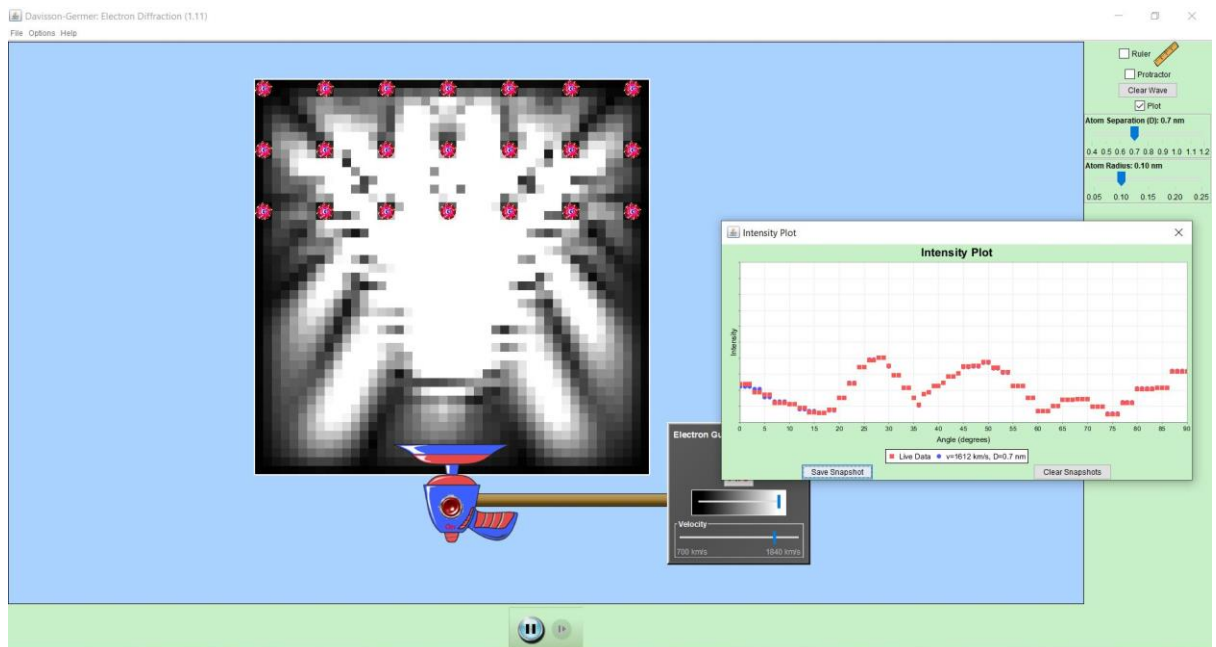 Davisson-Germer: Electron Diffraction (1.11)
File Options Help
Ruler
Protractor
Clear Wave
Plot
Atom Separation (D): 0.7 nm
0.4 0.5 0.6 0.7 0.8 0.9 1.0 1.1 1.2
Atom Radius: 0.10 nm
0.05 0.10 0.15 0.20 0.25
Intensity Plot
Intensity Plot
Intensity
0 5 10 15 20 25 30 35 40 45 50 55 60 65 70 75 80 85 90
Angle (degrees)
Live Data v=1612 km/s, D=0.7 nm
Save Snapshot Clear Snapshots
Electron Gu
Velocity
700 km/s 1840 km/s